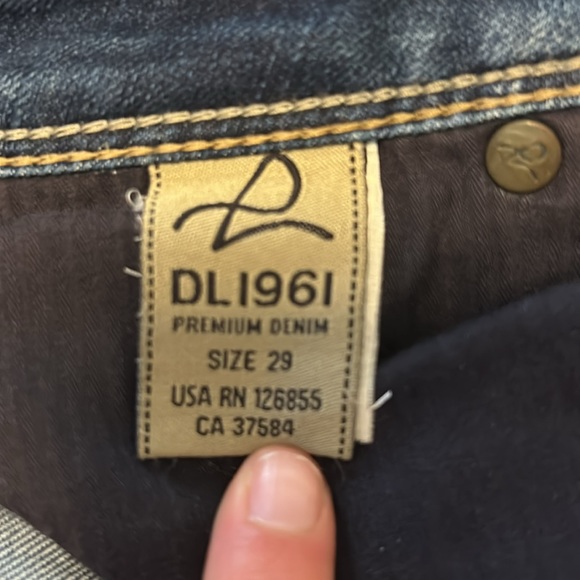 DL1961
PREMIUM DENIM
SIZE 29
USA RN 126855
CA 37584